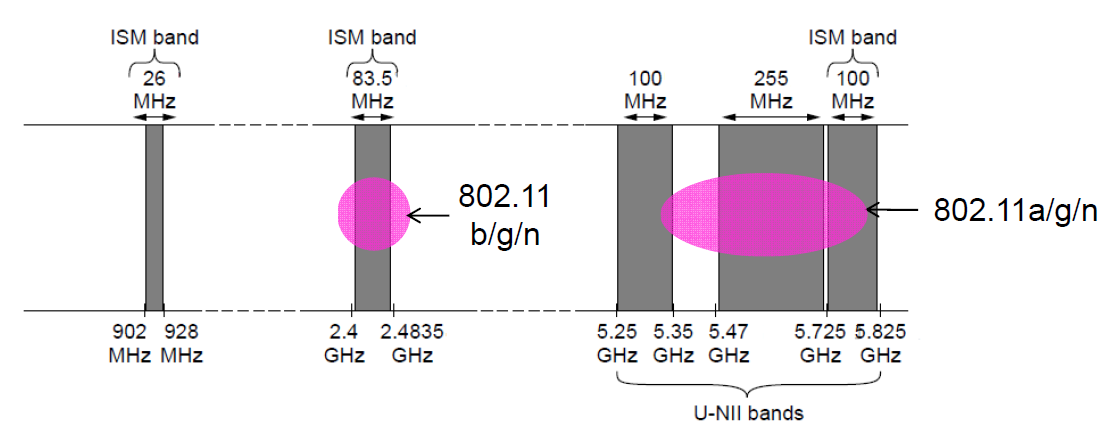 ISM band
ISM band
ISM band
26
MHz
83.5
MHz
100
MHz
255
MHz
100
MHz
802.11
b/g/n
802.11a/g/n
902
MHz
928
MHz
2.4
GHz
2.4835
GHz
5.25
GHz
5.35
GHz
5.47
GHz
5.725
GHz
5.825
GHz
U-NII bands